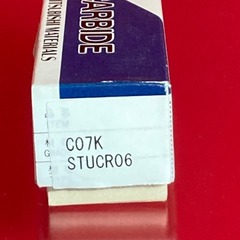 MITSUBISHI MATERIALS
CARBIDE
C07K
STUCR06